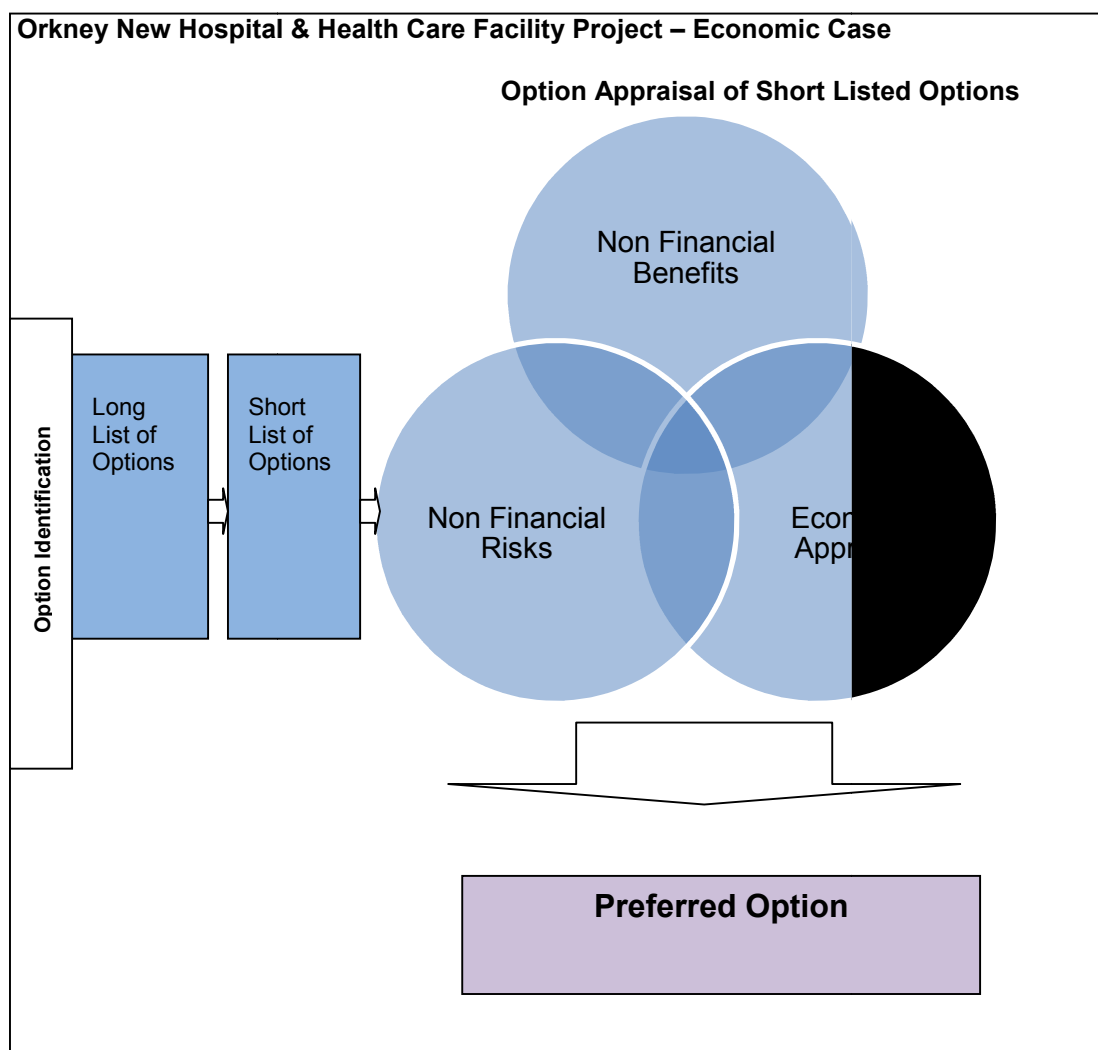 Orkney New Hospital & Health Care Facility Project – Economic Case
Option Appraisal of Short Listed Options
Non Financial
Benefits
Option Identification
Long
List of
Options
Short
List of
Options
Non Financial
Risks
Preferred Option